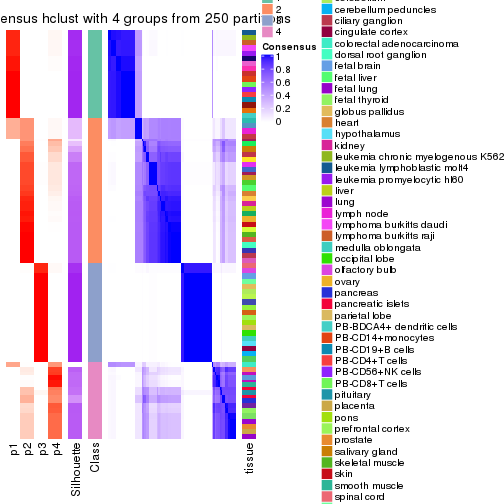 ensus hclust with 4 groups from 250 parti
ns
2
4
Consensus
1
0.8
0.6
0.4
0.2
0
p1
p2
p3
p4
Silhouette
Class
tissue
cerebellum peduncles
ciliary ganglion
cingulate cortex
colorectal adenocarcinoma
dorsal root ganglion
fetal brain
fetal liver
fetal lung
fetal thyroid
globus pallidus
heart
hypothalamus
kidney
leukemia chronic myelogenous K562
leukemia lymphoblastic molt4
leukemia promyelocytic hl60
liver
lung
lymph node
lymphoma burkitts daudi
lymphoma burkitts raji
medulla oblongata
occipital lobe
olfactory bulb
ovary
pancreas
pancreatic islets
parietal lobe
PB-BDCA4+ dendritic cells
PB-CD14+monocytes
PB-CD19+B cells
PB-CD4+T cells
PB-CD56+NK cells
PB-CD8+T cells
pituitary
placenta
pons
prefrontal cortex
prostate
salivary gland
skeletal muscle
skin
smooth muscle
spinal cord